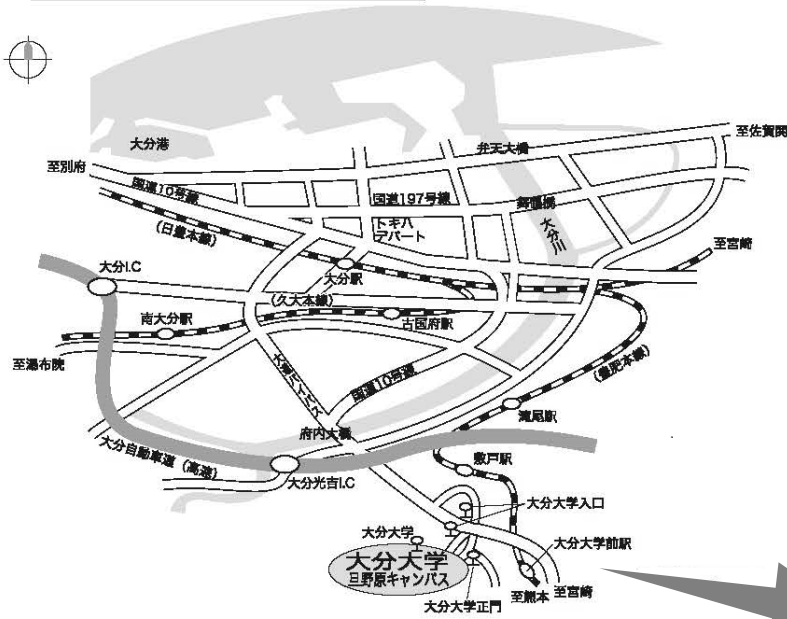 大分港
弁天大橋
至佐賀関
至別府
国道10号線
国道197号線
舞鶴橋
トキハ
デパート
大分川
(日豊本線)
至宮崎
大分I.C
大分駅
(久大本線)
南大分駅
古国府駅
至湯布院
大分バイパス
国道10号線
(豊肥本線)
滝尾駅
府内大橋
大分自動車道(高速)
敷戸駅
大分光吉I.C
大分大学入口
大分大学
大分大学前駅
大分大学
旦野原キャンパス
至熊本
至宮崎
大分大学正門